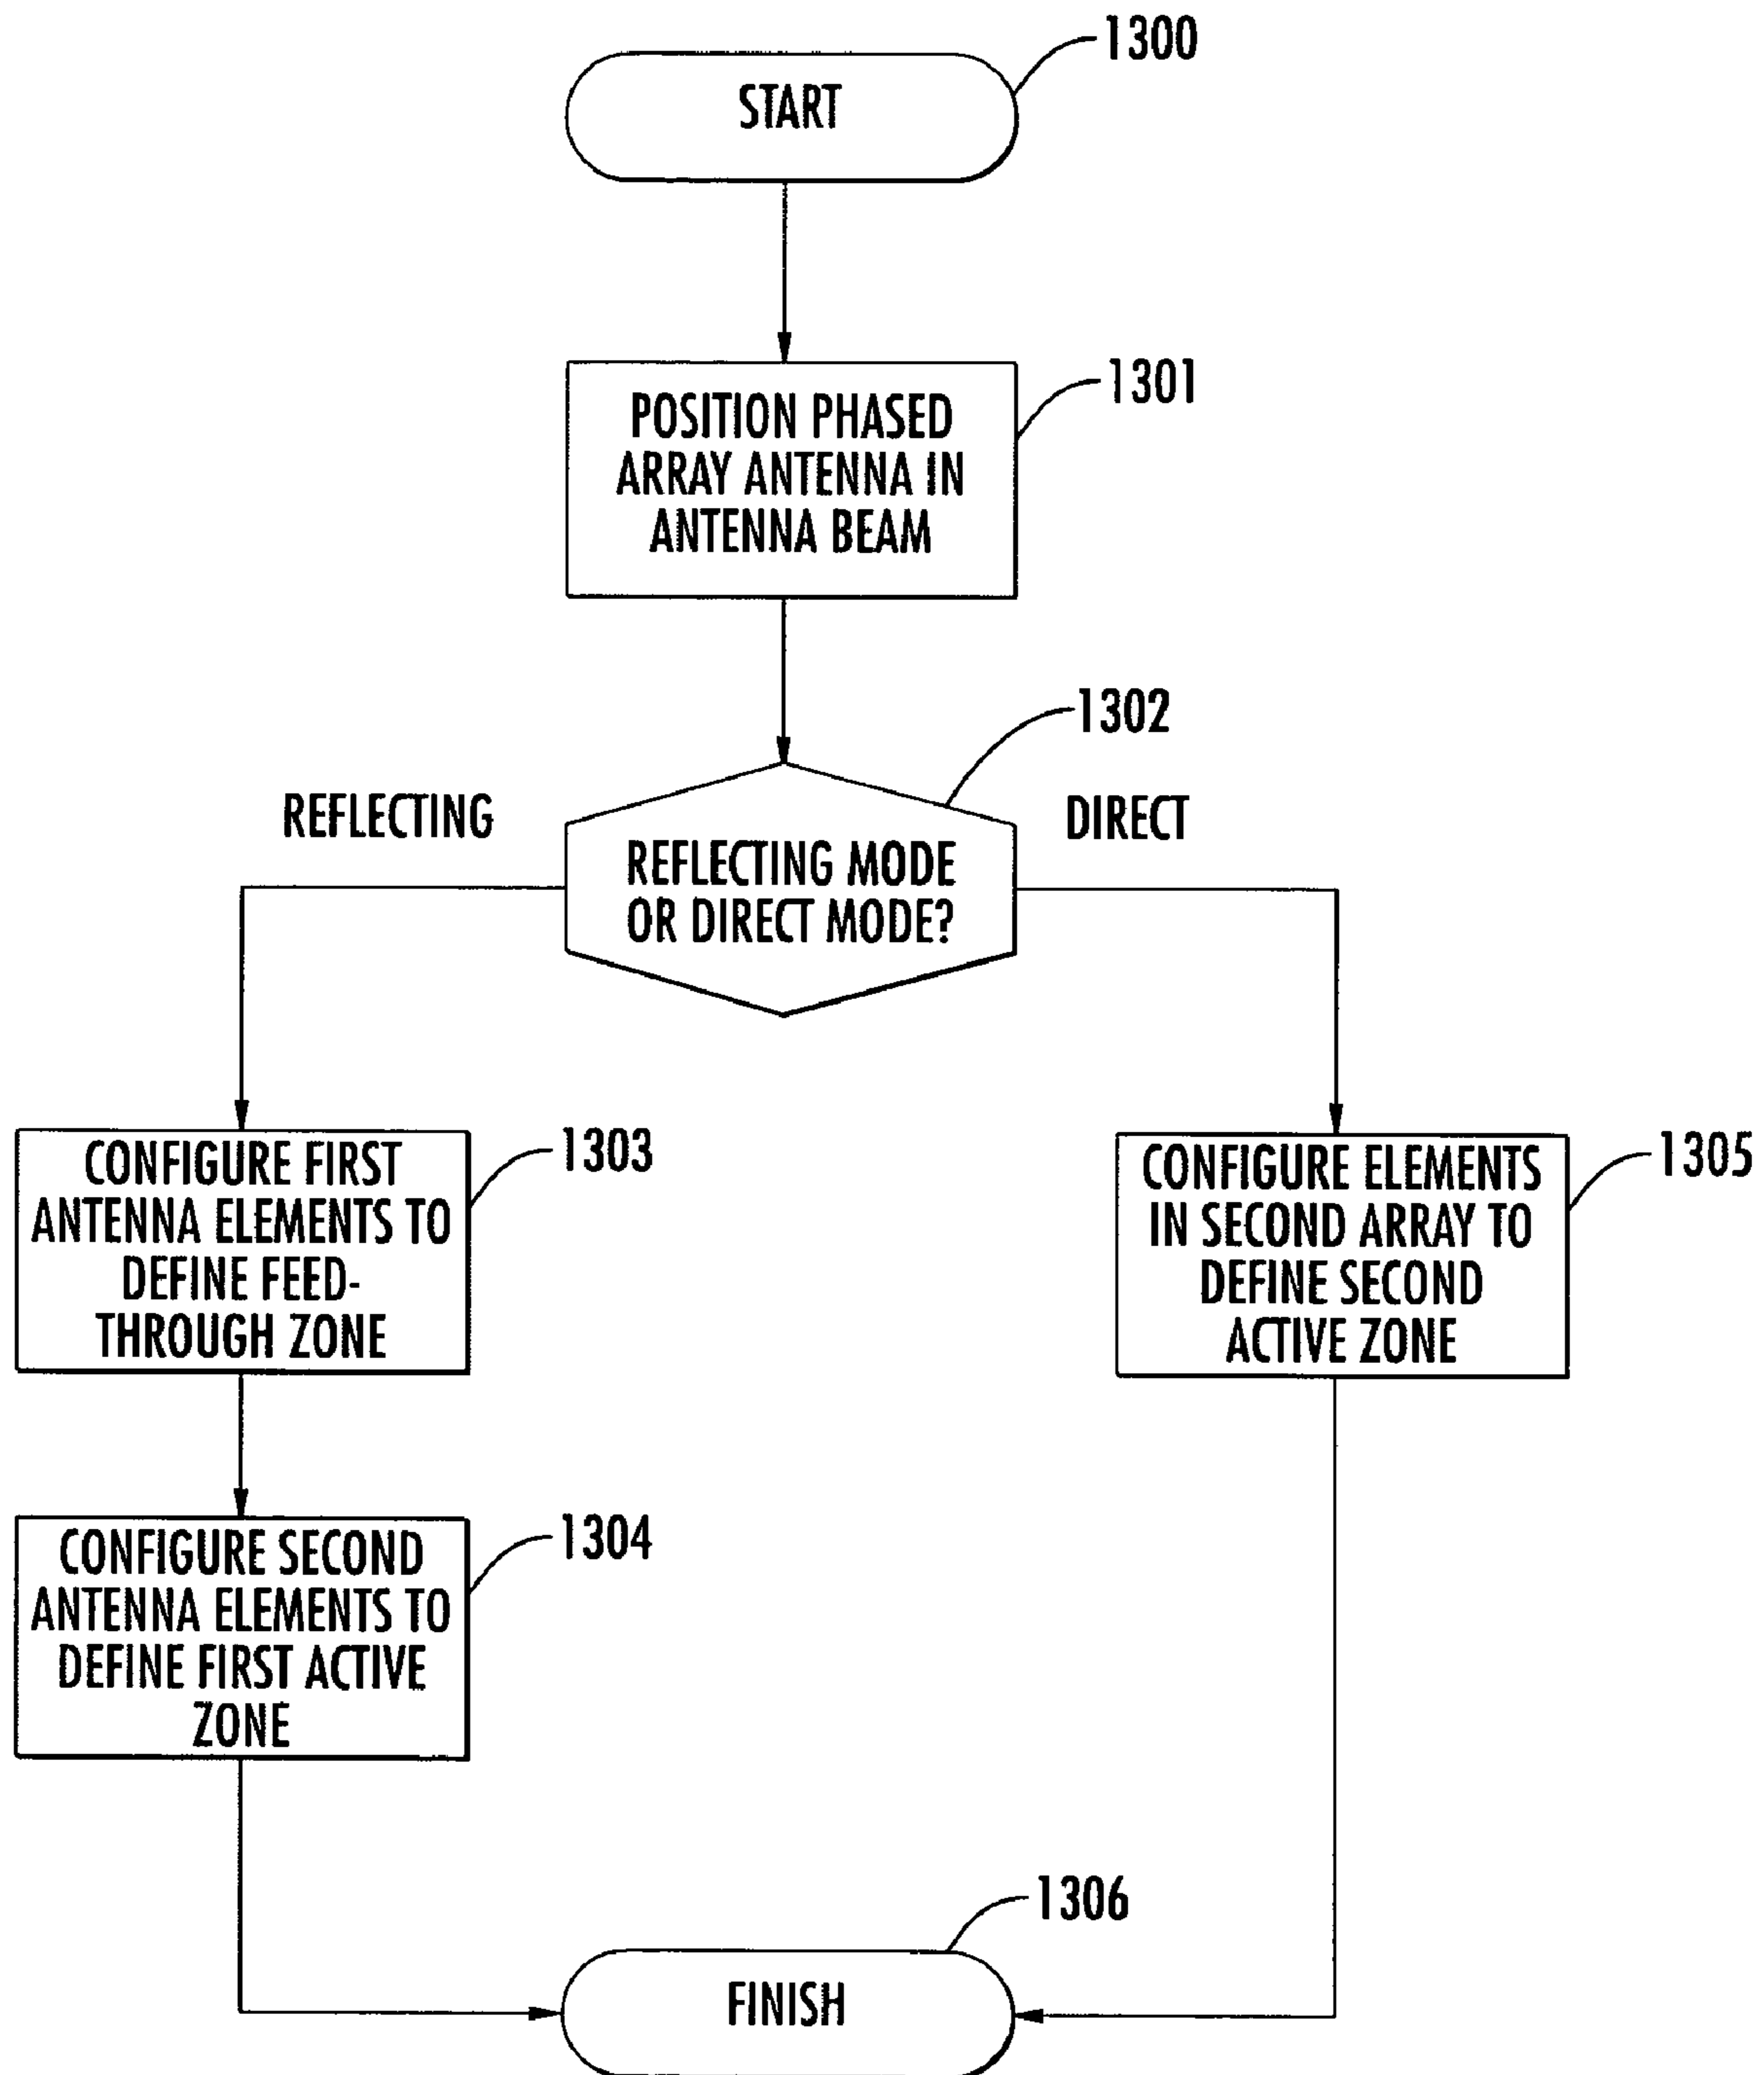 1300
START
1301
POSITION PHASED
ARRAY ANTENNA IN
ANTENNA BEAM
1302
REFLECTING
DIRECT
REFLECTING MODE
OR DIRECT MODE?
1303
CONFIGURE FIRST
ANTENNA ELEMENTS TO
DEFINE FEED-
THROUGH ZONE
1305
CONFIGURE ELEMENTS
IN SECOND ARRAY TO
DEFINE SECOND
ACTIVE ZONE
1304
CONFIGURE SECOND
ANTENNA ELEMENTS TO
DEFINE FIRST ACTIVE
ZONE
1306
FINISH